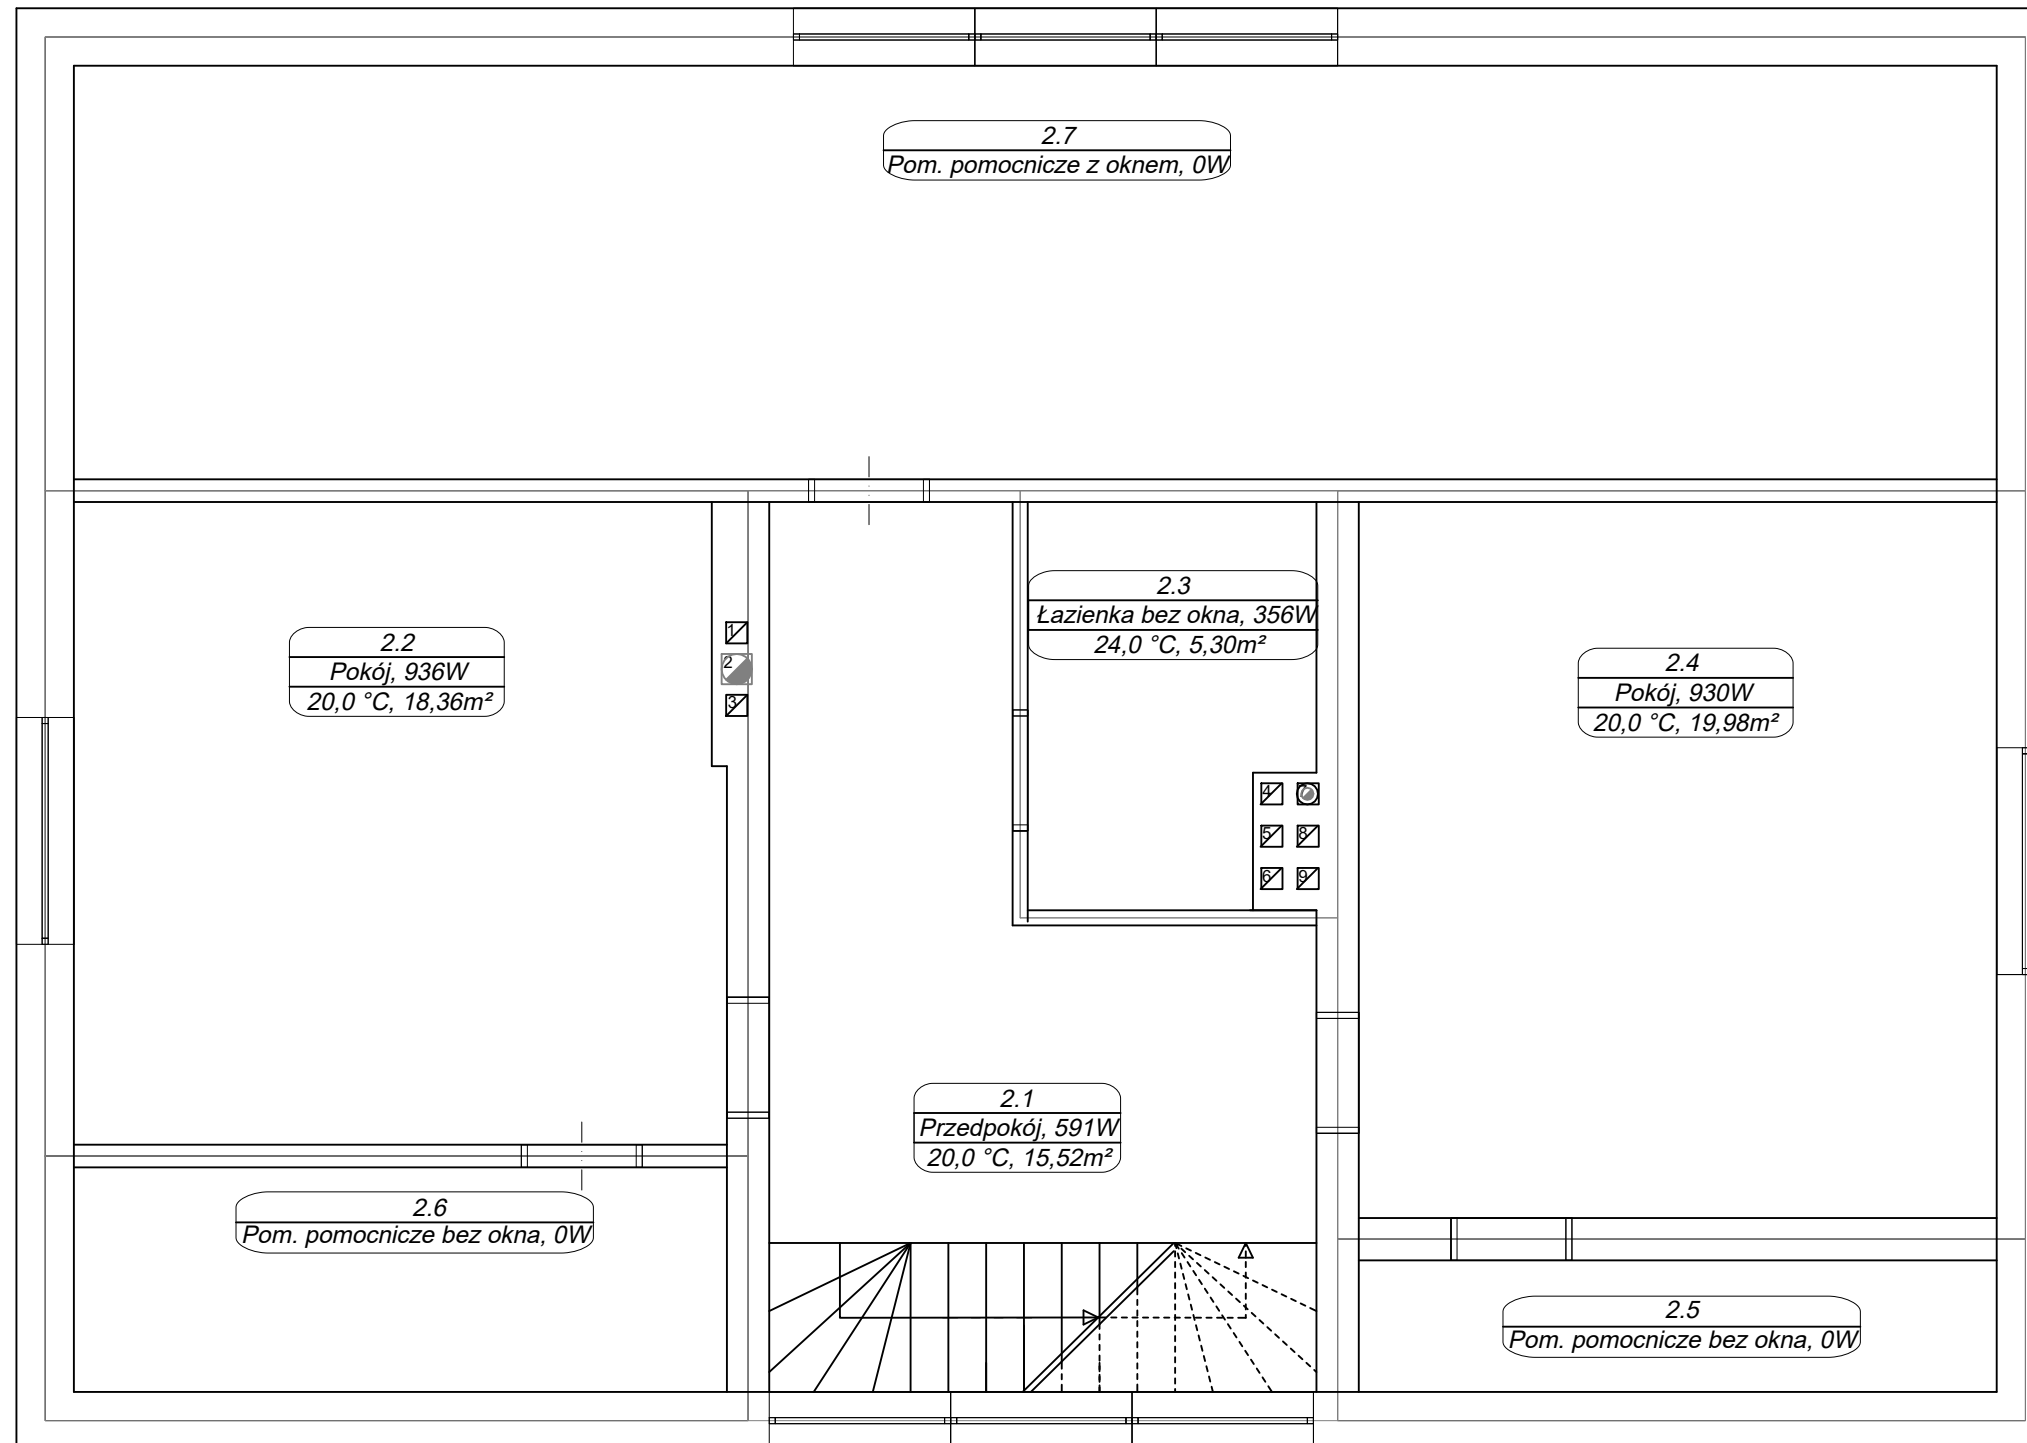 2.7
Pom. pomocnicze z oknem, 0W
2.3
Łazienka bez okna, 356W
24,0 °C, 5,30m²
2.2
Pokój, 936W
20,0 °C, 18,36m²
1
2
3
2.4
Pokój, 930W
20,0 °C, 19,98m²
4
5 8
6 9
2.1
Przedpokój, 591W
20,0 °C, 15,52m²
2.6
Pom. pomocnicze bez okna, 0W
2.5
Pom. pomocnicze bez okna, 0W